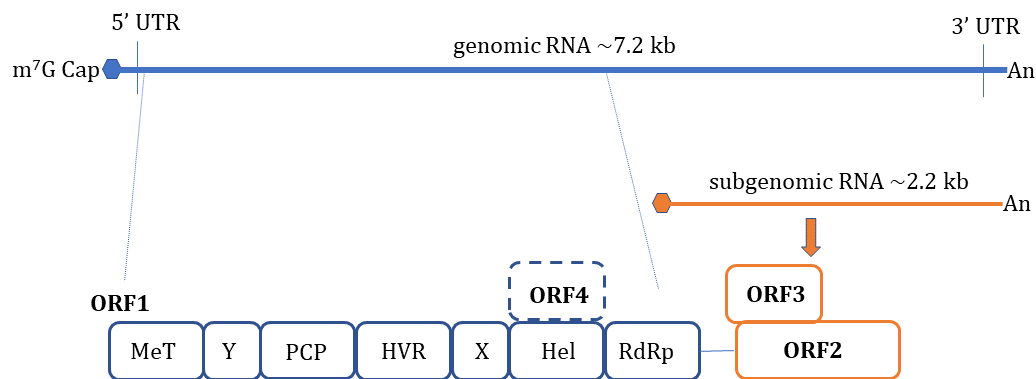 5’ UTR
3’ UTR
genomic RNA ~7.2 kb
m⁷G Cap
An
subgenomic RNA ~2.2 kb
An
ORF4
ORF3
ORF1
MeT
Y
PCP
HVR
X
Hel
RdRp
ORF2